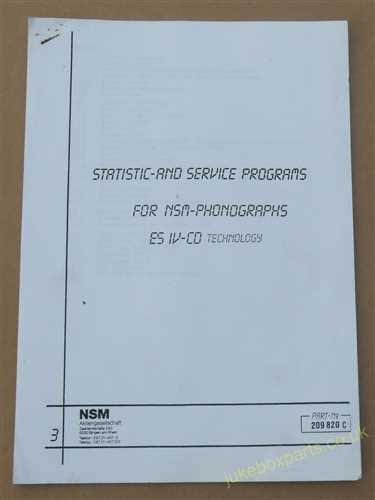 STATISTIC-AND SERVICE PROGRAMS
FOR NSM-PHONOGRAPHS
ES IV-CD TECHNOLOGY
NSM
Aktiengesellschaft
PART-Nr.
209 820 C
3
jukeboxparts.co.uk